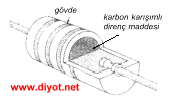 gövde
karbon karışımlı
direnç maddesi
www.diyot.net